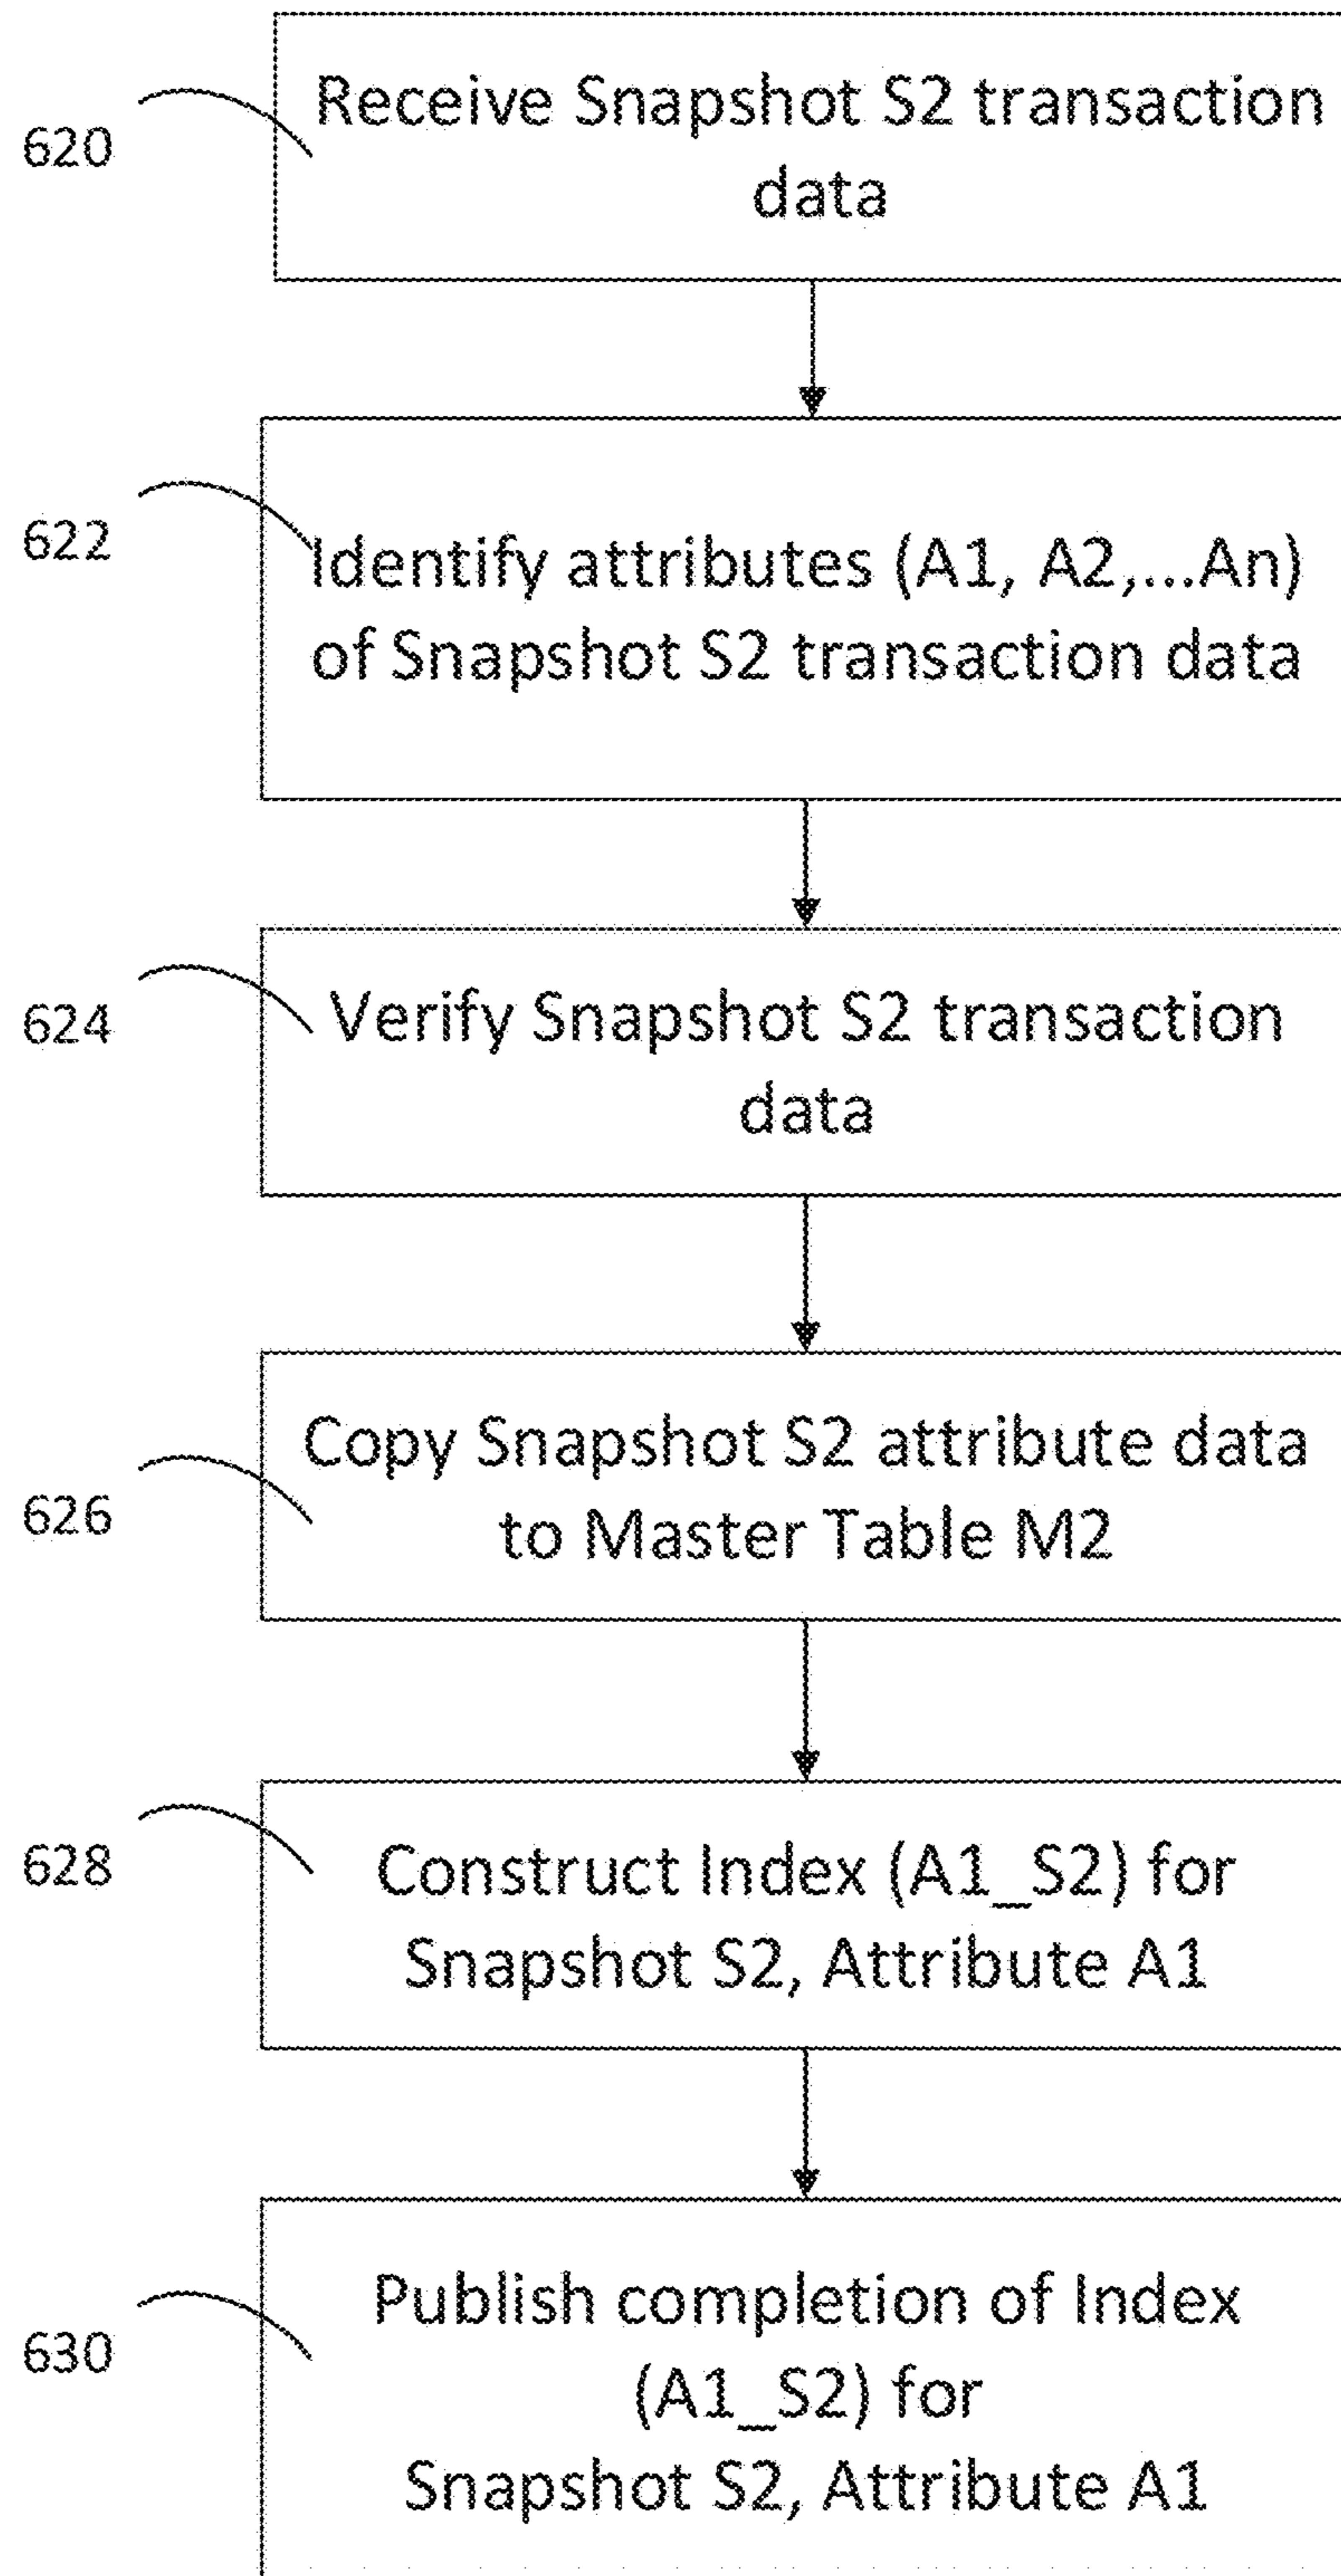 620
Receive Snapshot S2 transaction
data
622
Identify attributes (A1, A2,...An)
of Snapshot S2 transaction data
624
Verify Snapshot S2 transaction
data
626
Copy Snapshot S2 attribute data
to Master Table M2
628
Construct Index (A1_S2) for
Snapshot S2, Attribute A1
630
Publish completion of Index
(A1_S2) for
Snapshot S2, Attribute A1